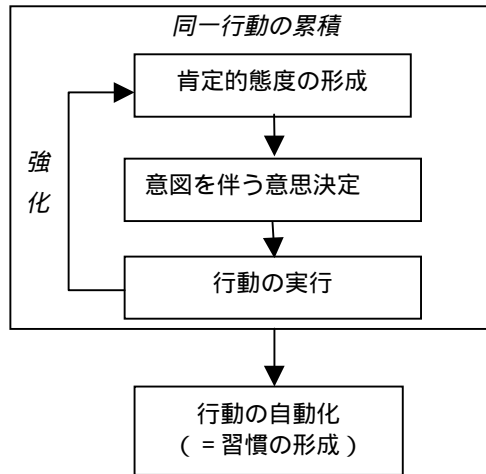 同一行動の累積
肯定的態度の形成
強
化
意図を伴う意思決定
行動の実行
行動の自動化
(=習慣の形成)